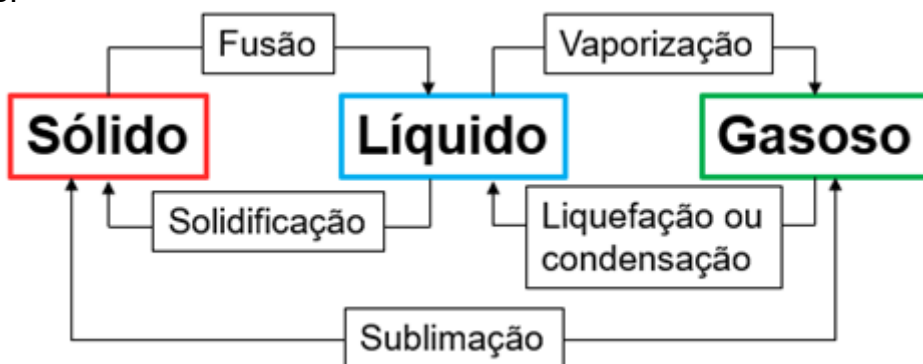 Fusão
Vaporização
Sólido
Líquido
Gasoso
Solidificação
Liquefação ou
condensação
Sublimação